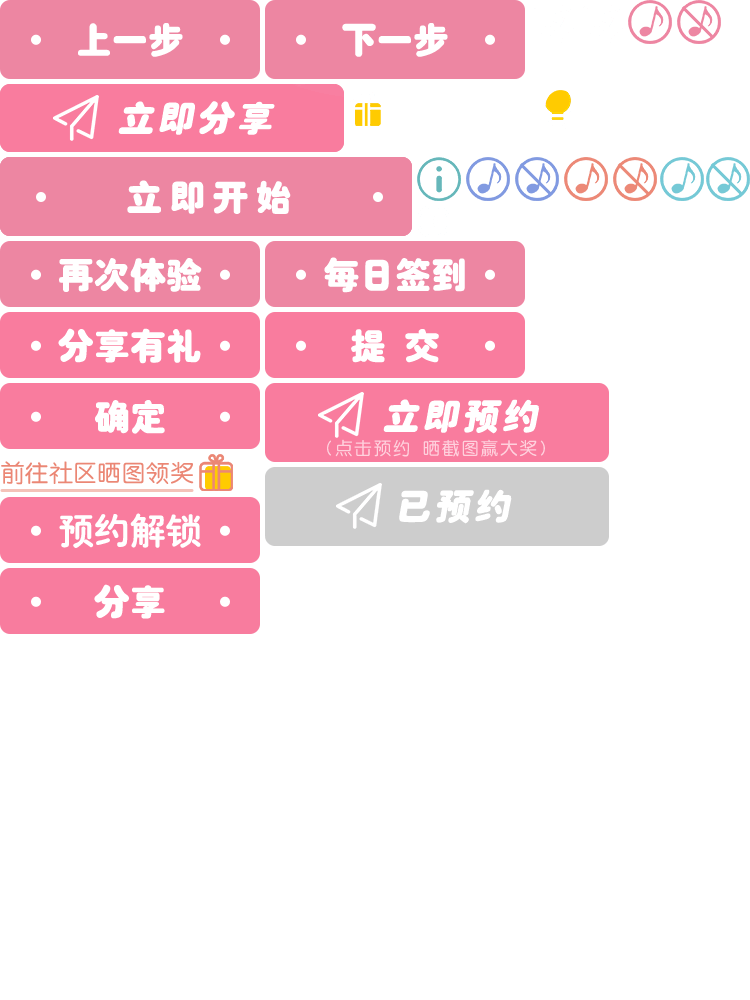 上一步
下一步
立即分享
立即开始
再次体验
每日签到
分享有礼
提 交
确定
立即预约
(点击预约 晒截图赢大奖)
前往社区晒图领奖
已预约
预约解锁
分享